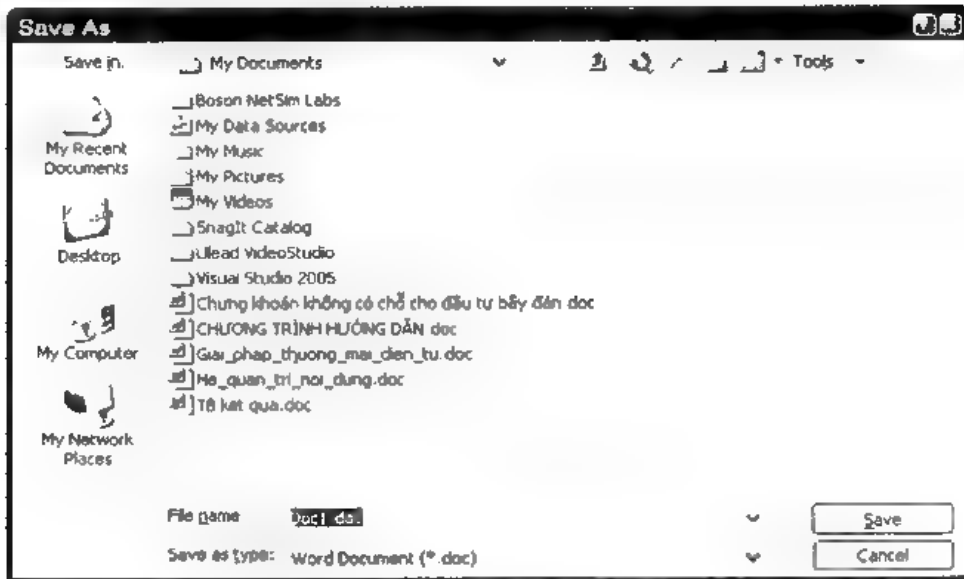 Save As
Save in: My Documents Tools
Boson NetSim Labs
My Data Sources
My Music
My Pictures
My Videos
SnagIt Catalog
Ulead VideoStudio
Visual Studio 2005
Chung khoán không có chỗ cho đầu tư bầy đàn.doc
CHƯƠNG TRÌNH HƯỚNG DẪN.doc
Giai_phap_thuong_mai_dien_tu.doc
He_quan_tri_noi_dung.doc
ket qua.doc
My Recent
Documents
Desktop
My Computer
My Network
Places
File name Save
Save as type: Word Document (*.doc) Cancel